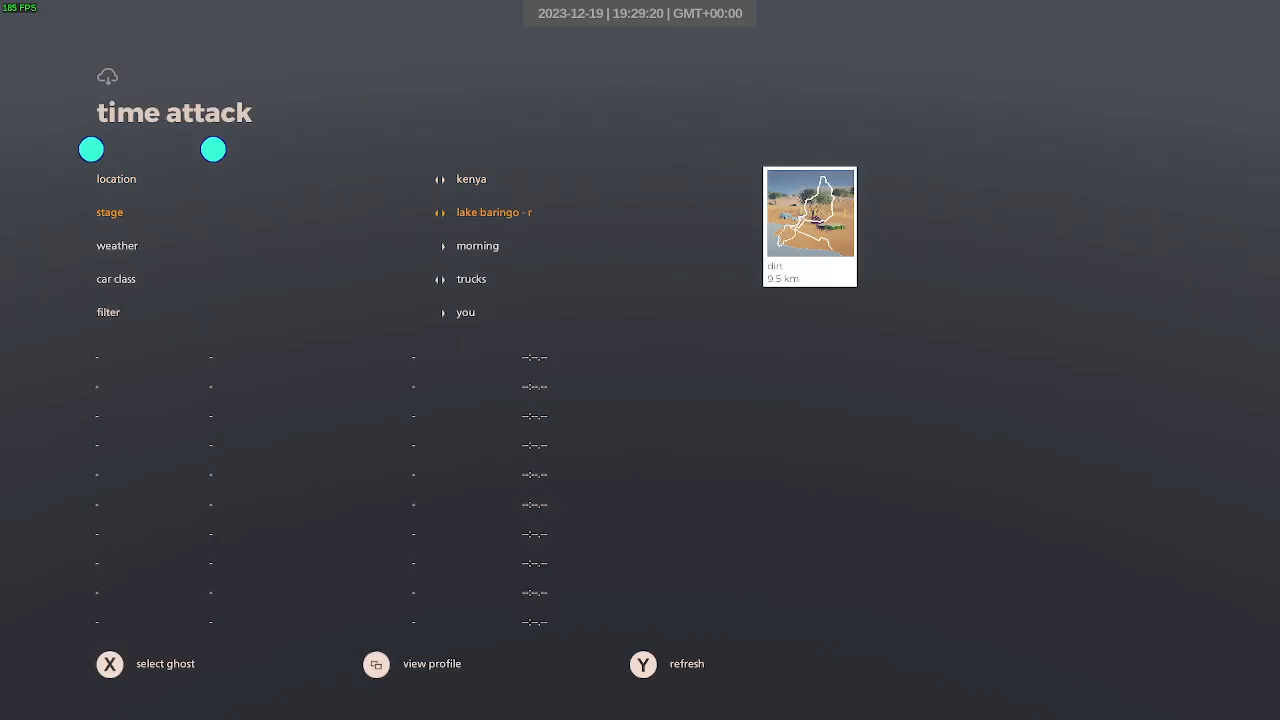 185 FPS
2023-12-19 | 19:29:20 | GMT+00:00
time attack
location kenya
stage lake baringo - r
weather morning
car class trucks
filter you
dirt
9.5 km
- - - --:--.--
- - - --:--.--
- - - --:--.--
- - - --:--.--
- - - --:--.--
- - - --:--.--
- - - --:--.--
- - - --:--.--
- - - --:--.--
- - - --:--.--
X select ghost view profile Y refresh